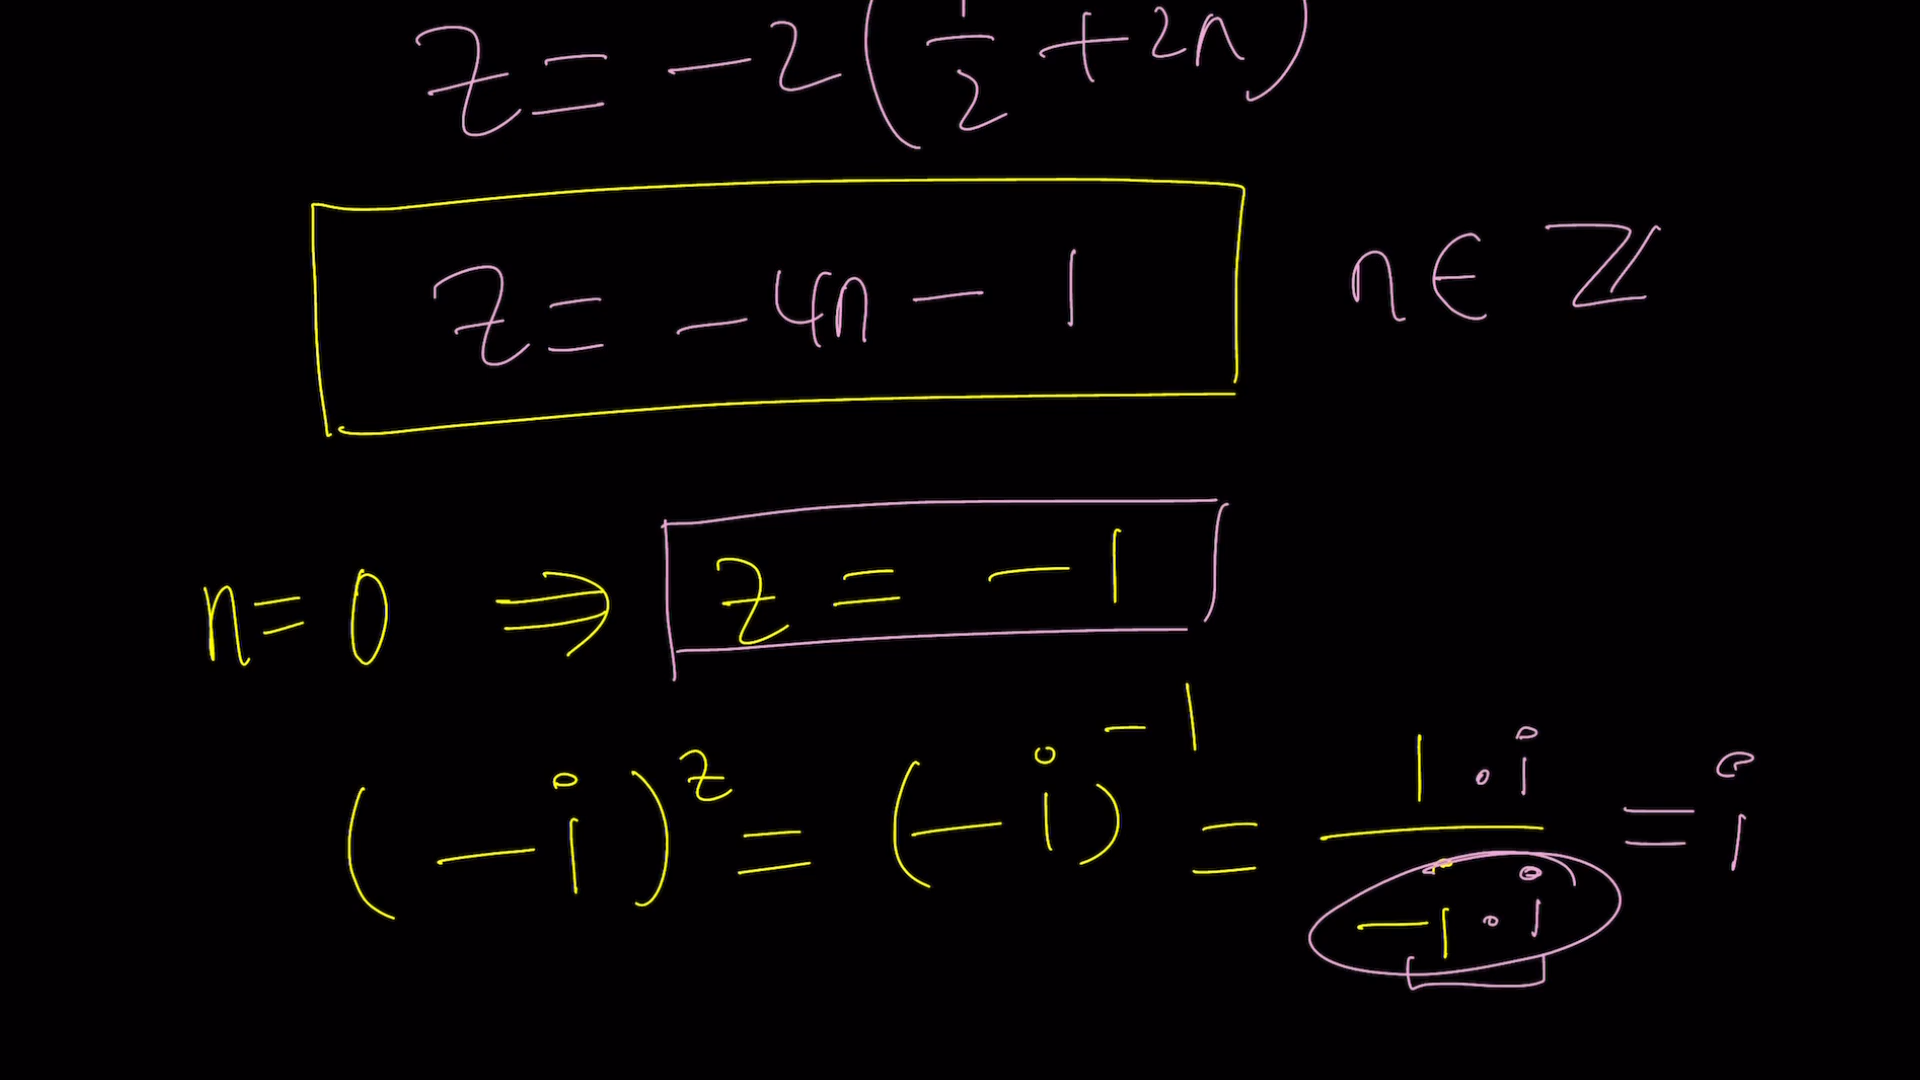 z = -2(1/2 + 2n)
z = -4n - 1 n ∈ ℤ
n = 0 ⇒ z = -1
(-i)^z = (-i)^-1 = (1·i)/(-i·i) = i